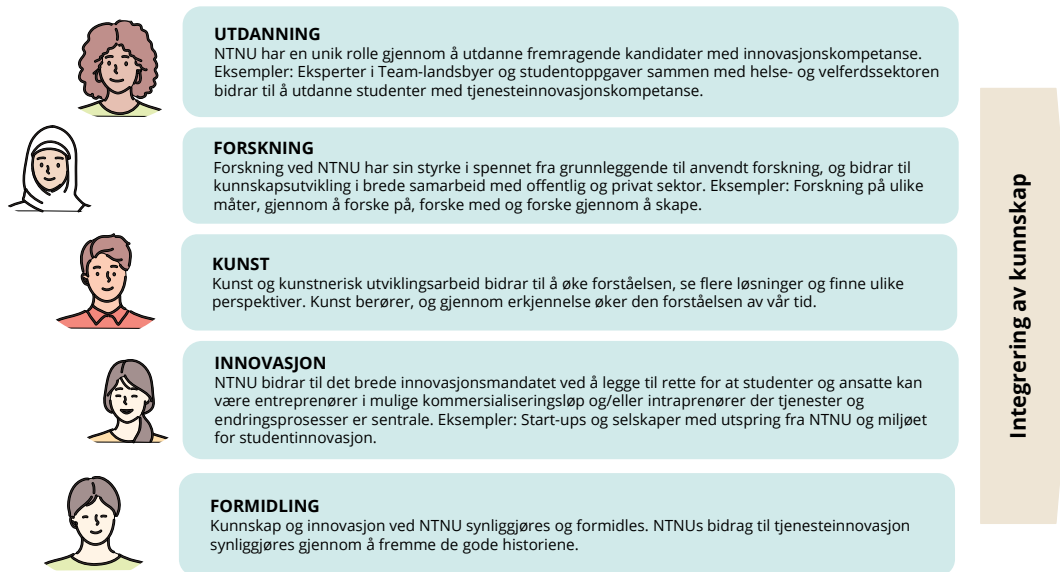 UTDANNING
NTNU har en unik rolle gjennom å utdanne fremragende kandidater med innovasjonskompetanse.
Eksempler: Eksperter i Team-landsbyer og studentoppgaver sammen med helse- og velferdssektoren
bidrar til å utdanne studenter med tjenesteinnovasjonskompetanse.
FORSKNING
Forskning ved NTNU har sin styrke i spennet fra grunnleggende til anvendt forskning, og bidrar til
kunnskapsutvikling i brede samarbeid med offentlig og privat sektor. Eksempler: Forskning på ulike
måter, gjennom å forske på, forske med og forske gjennom å skape.
KUNST
Kunst og kunstnerisk utviklingsarbeid bidrar til å øke forståelsen, se flere løsninger og finne ulike
perspektiver. Kunst berører, og gjennom erkjennelse øker den forståelsen av vår tid.
INNOVASJON
NTNU bidrar til det brede innovasjonsmandatet ved å legge til rette for at studenter og ansatte kan
være entreprenører i mulige kommersialiseringsløp og/eller intraprenører der tjenester og
endringsprosesser er sentrale. Eksempler: Start-ups og selskaper med utspring fra NTNU og miljøet
for studentinnovasjon.
FORMIDLING
Kunnskap og innovasjon ved NTNU synliggjøres og formidles. NTNUs bidrag til tjenesteinnovasjon
synliggjøres gjennom å fremme de gode historiene.
Integrering av kunnskap